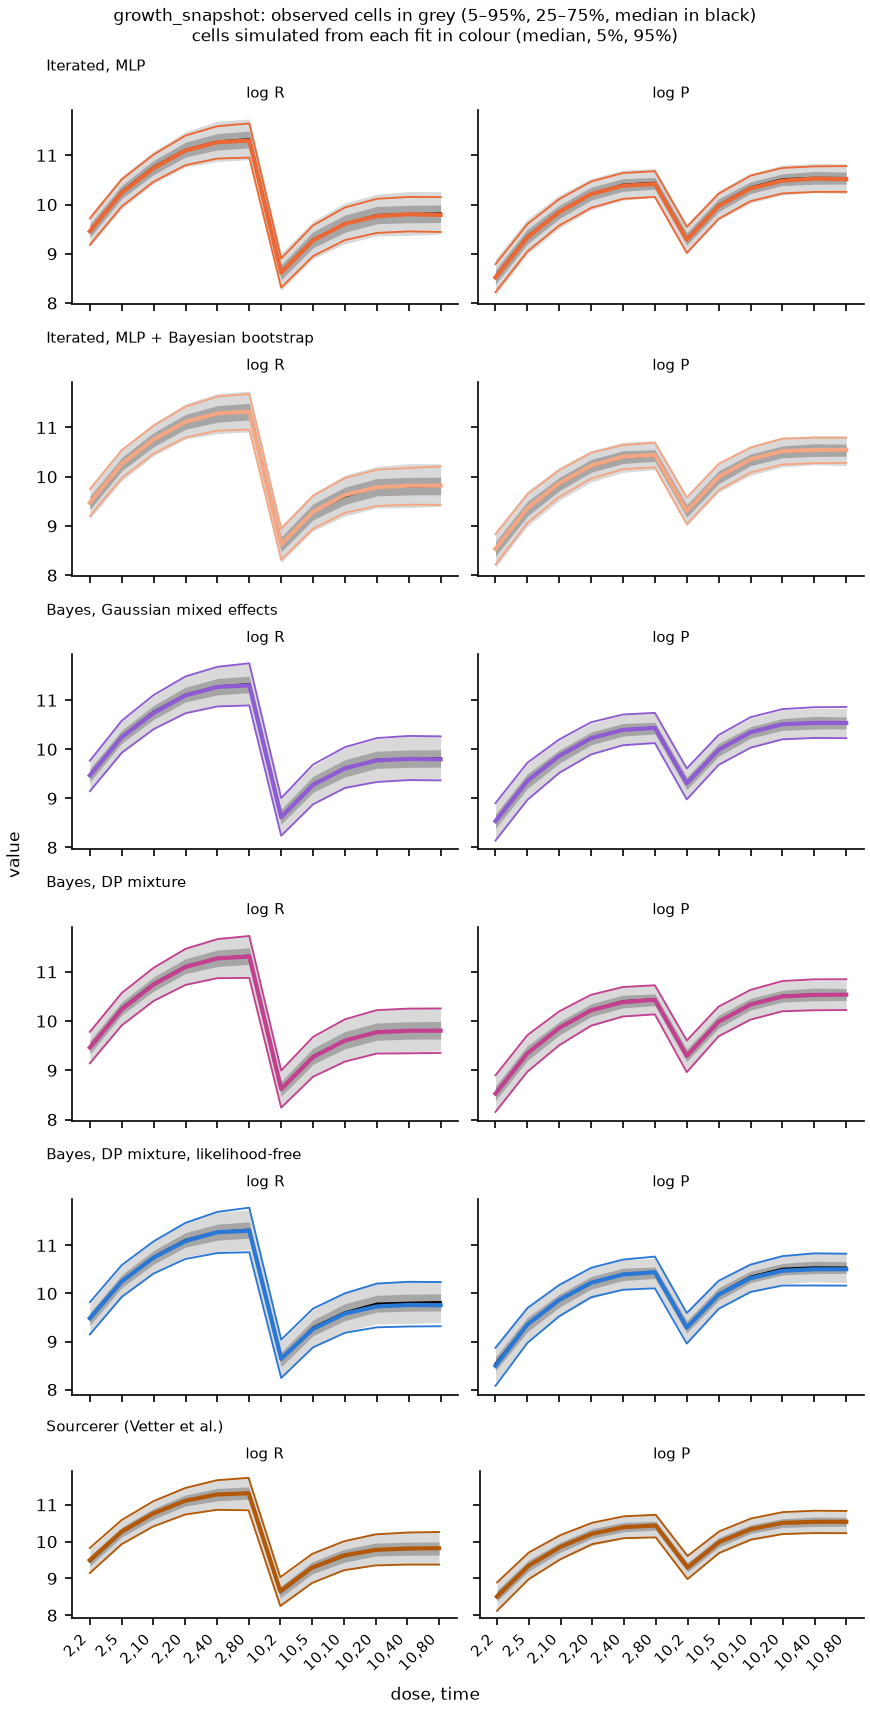 growth_snapshot: observed cells in grey (5–95%, 25–75%, median in black)
cells simulated from each fit in colour (median, 5%, 95%)
Iterated, MLP
log R
log P
11
10
9
8
Iterated, MLP + Bayesian bootstrap
log R
log P
11
10
9
8
Bayes, Gaussian mixed effects
log R
log P
11
10
9
8
value
Bayes, DP mixture
log R
log P
11
10
9
8
Bayes, DP mixture, likelihood-free
log R
log P
11
10
9
8
Sourcerer (Vetter et al.)
log R
log P
11
10
9
8
2,2 2,5 2,10 2,20 2,40 2,80 10,2 10,5 10,10 10,20 10,40 10,80
2,2 2,5 2,10 2,20 2,40 2,80 10,2 10,5 10,10 10,20 10,40 10,80
dose, time